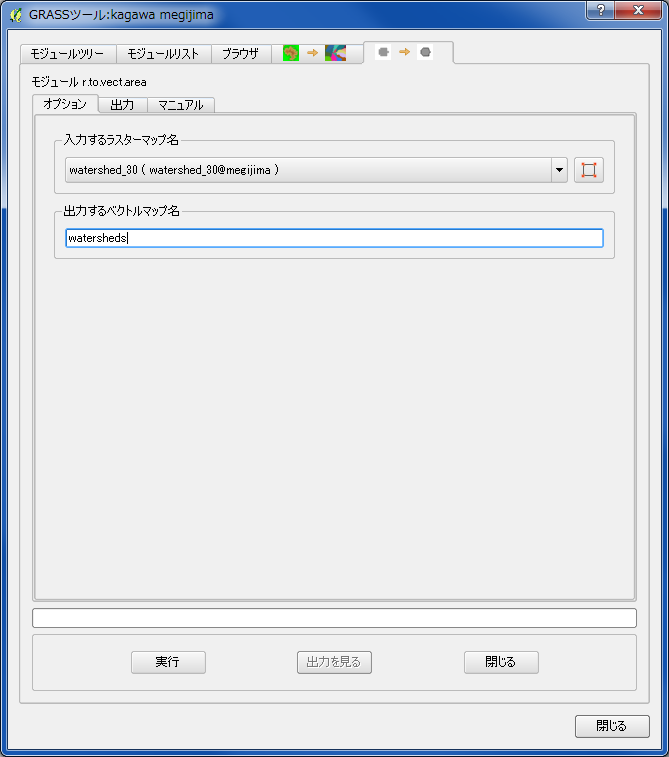 GRASSツール:kagawa megijima
モジュールツリー モジュールリスト ブラウザ
モジュール r.to.vect.area
オプション 出力 マニュアル
入力するラスターマップ名
watershed_30 ( watershed_30@megijima )
出力するベクトルマップ名
watersheds
実行 出力を見る 閉じる
閉じる